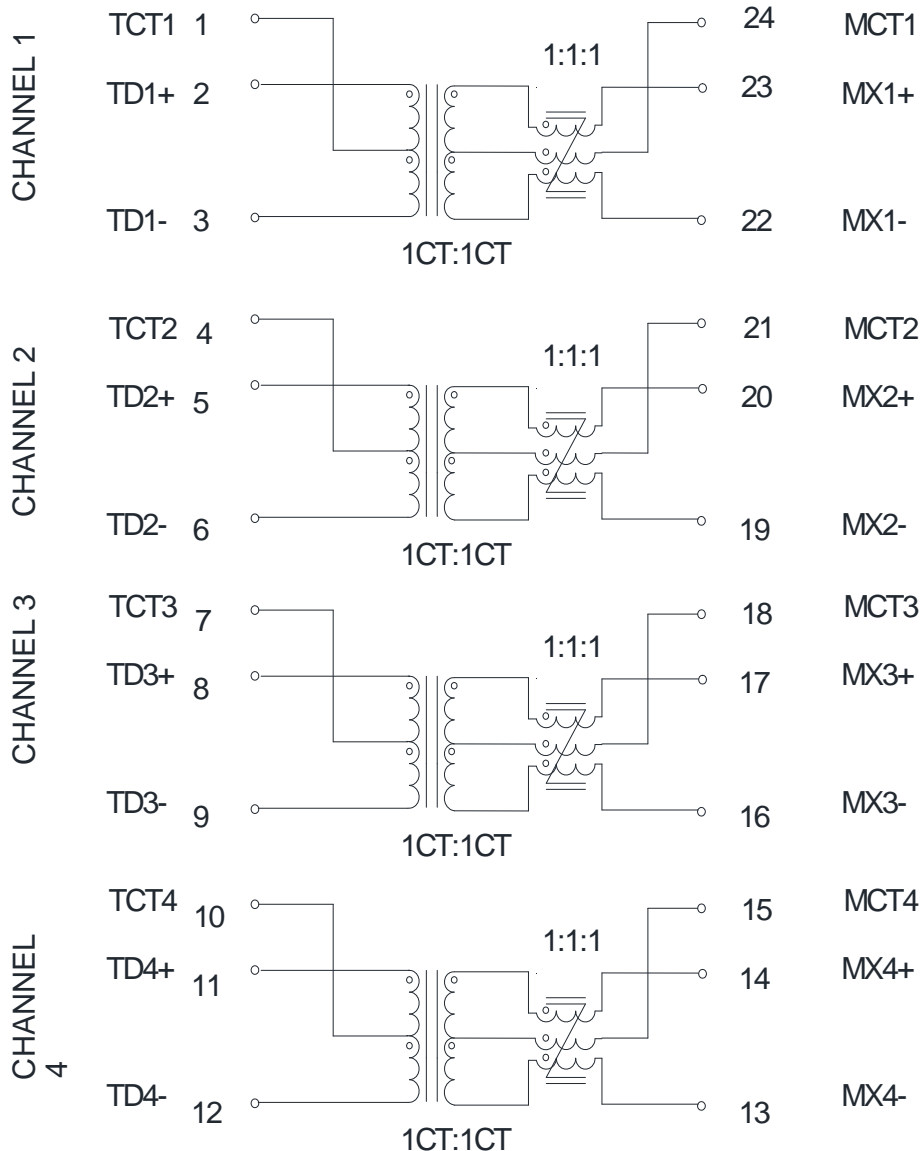 CHANNEL 1
TCT1 1 24 MCT1
1:1:1
TD1+ 2 23 MX1+
TD1- 3 22 MX1-
1CT:1CT
CHANNEL 2
TCT2 4 21 MCT2
1:1:1
TD2+ 5 20 MX2+
TD2- 6 19 MX2-
1CT:1CT
CHANNEL 3
TCT3 7 18 MCT3
1:1:1
TD3+ 8 17 MX3+
TD3- 9 16 MX3-
1CT:1CT
CHANNEL
4
TCT4 10 15 MCT4
1:1:1
TD4+ 11 14 MX4+
TD4- 12 13 MX4-
1CT:1CT